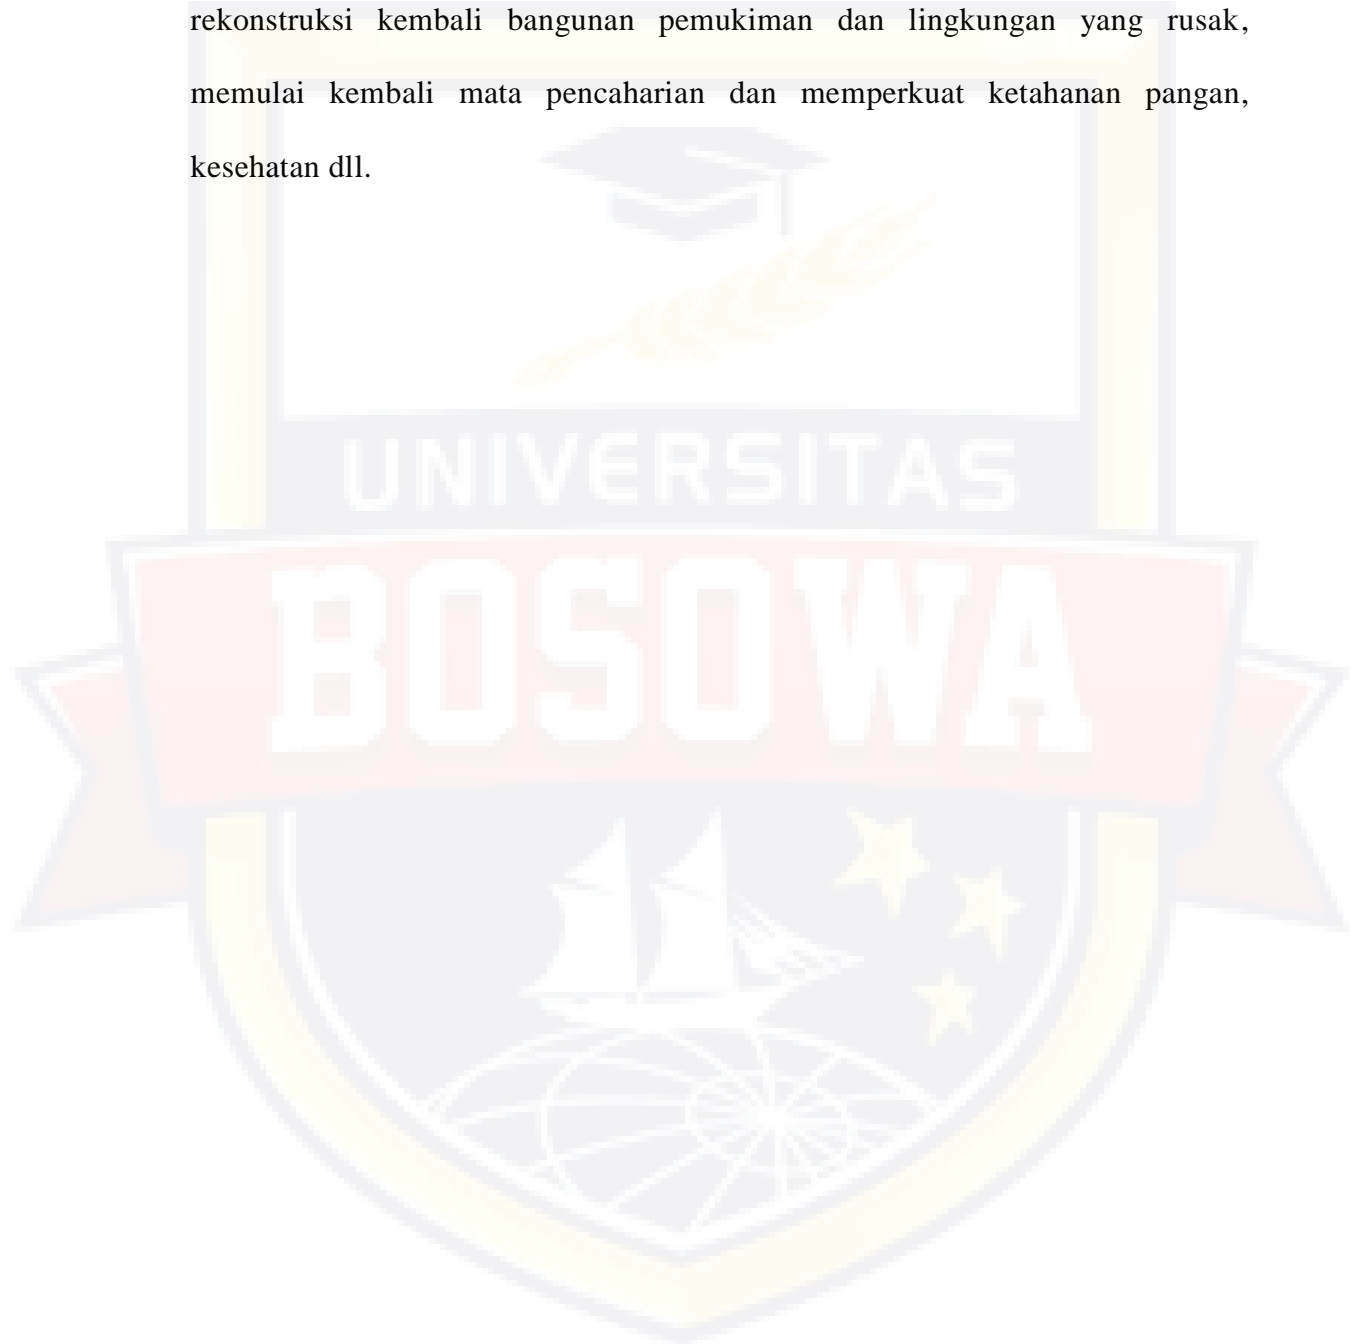 rekonstruksi kembali bangunan pemukiman dan lingkungan yang rusak,
memulai kembali mata pencaharian dan memperkuat ketahanan pangan,
kesehatan dll.
UNIVERSITAS
BOSOWA